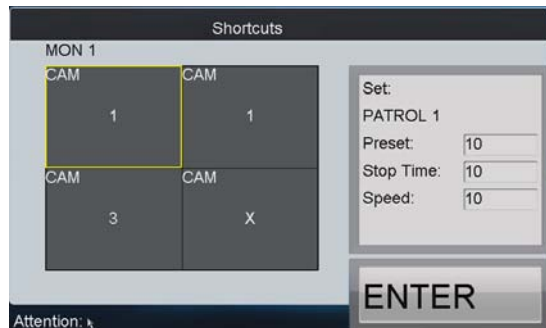 Shortcuts
MON 1
CAM
1
CAM
1
CAM
3
CAM
X
Set:
PATROL 1
Preset: 10
Stop Time: 10
Speed: 10
ENTER
Attention: